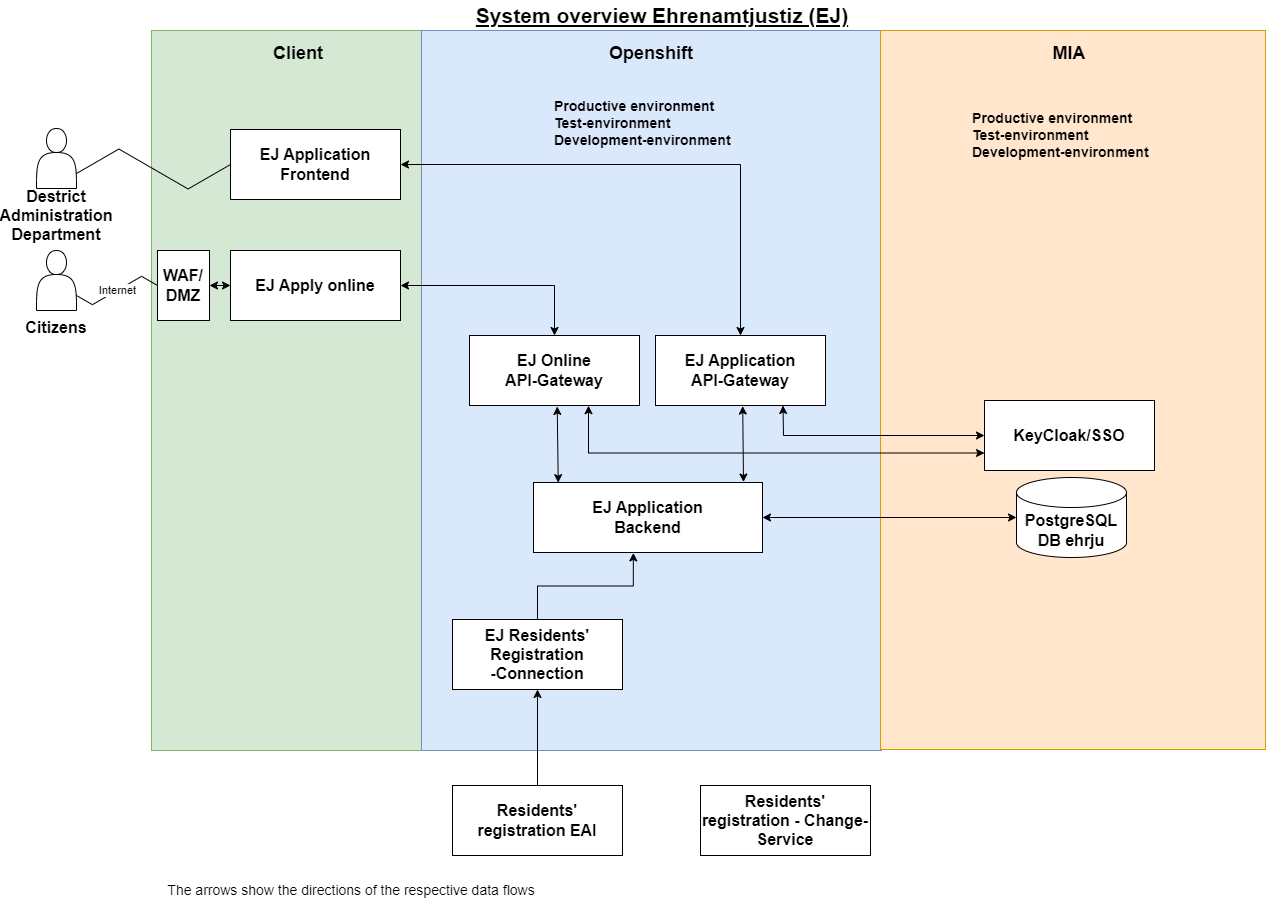 System overview Ehrenamtjustiz (EJ)
Client
Openshift
MIA
Productive environment
Test-environment
Development-environment
Productive environment
Test-environment
Development-environment
Destrict
Administration
Department
EJ Application
Frontend
Citizens
Internet
WAF/
DMZ
EJ Apply online
EJ Online
API-Gateway
EJ Application
API-Gateway
KeyCloak/SSO
EJ Application
Backend
PostgreSQL
DB ehrju
EJ Residents'
Registration
-Connection
Residents'
registration EAI
Residents'
registration - Change-
Service
The arrows show the directions of the respective data flows